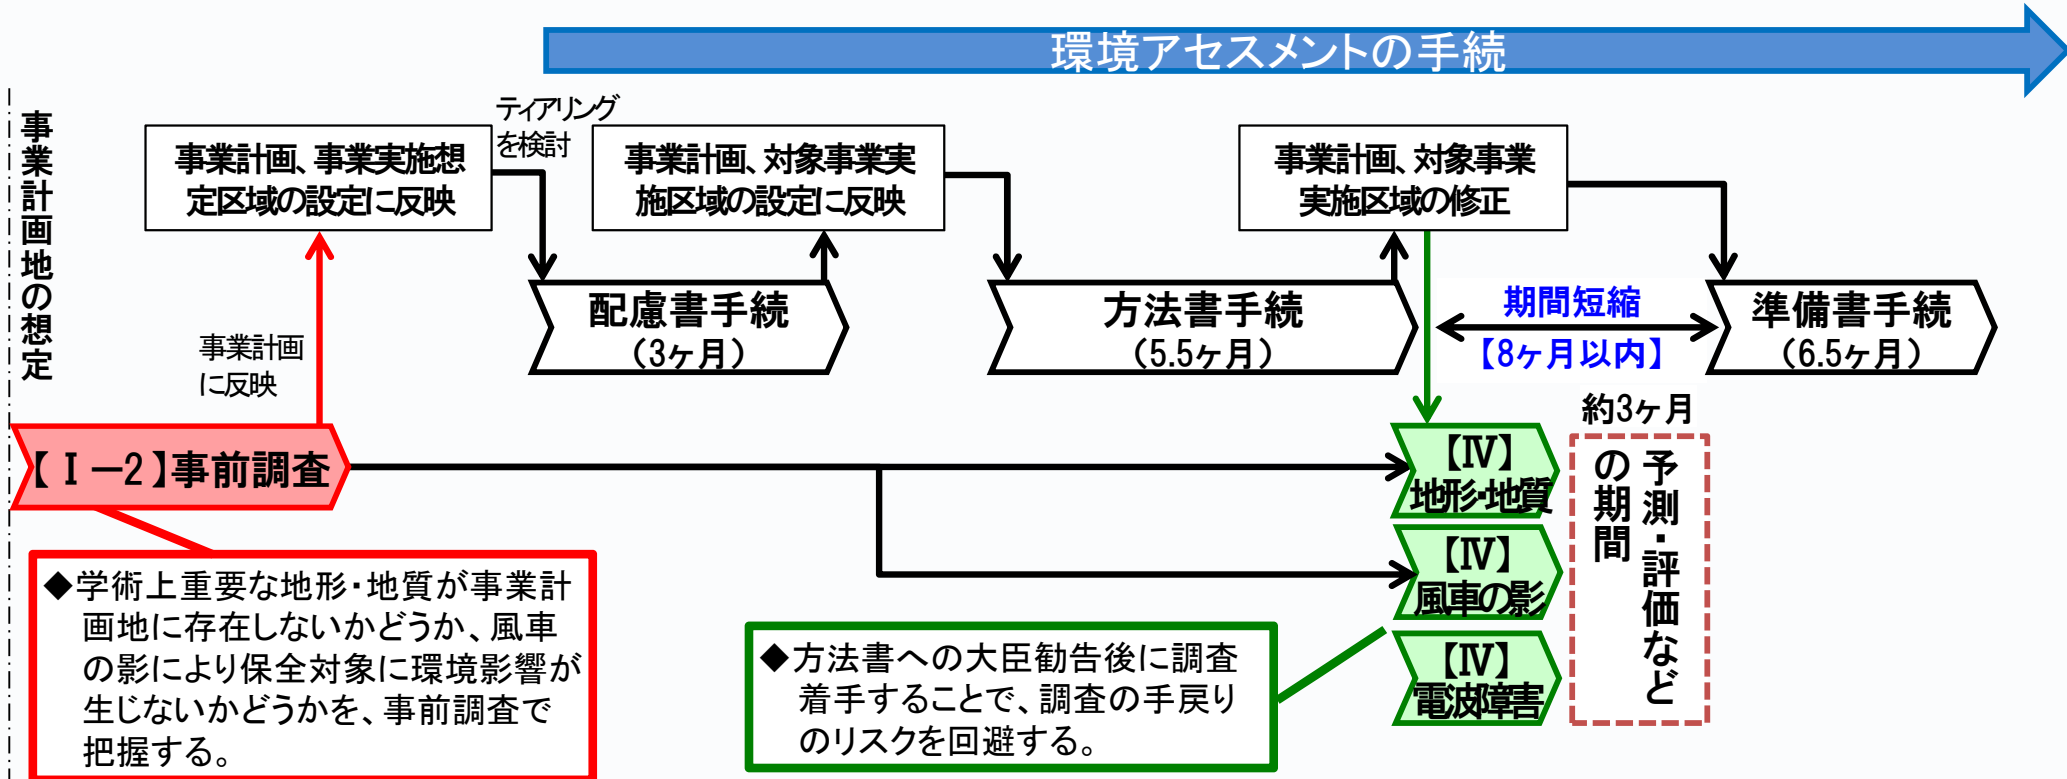 環境アセスメントの手続
事業計画地の想定
ティアリング
を検討
事業計画、事業実施想
定区域の設定に反映
事業計画、対象事業実
施区域の設定に反映
事業計画、対象事業
実施区域の修正
配慮書手続
（3ヶ月）
方法書手続
（5.5ヶ月）
期間短縮
【8ヶ月以内】
準備書手続
（6.5ヶ月）
事業計画
に反映
約3ヶ月
【Ⅰ－2】事前調査
【Ⅳ】
地形・地質
【Ⅳ】
風車の影
【Ⅳ】
電波障害
予測・評価など
の期間
◆学術上重要な地形・地質が事業計
画地に存在しないかどうか、風車
の影により保全対象に環境影響が
生じないかどうかを、事前調査で
把握する。
◆方法書への大臣勧告後に調査
着手することで、調査の手戻り
のリスクを回避する。